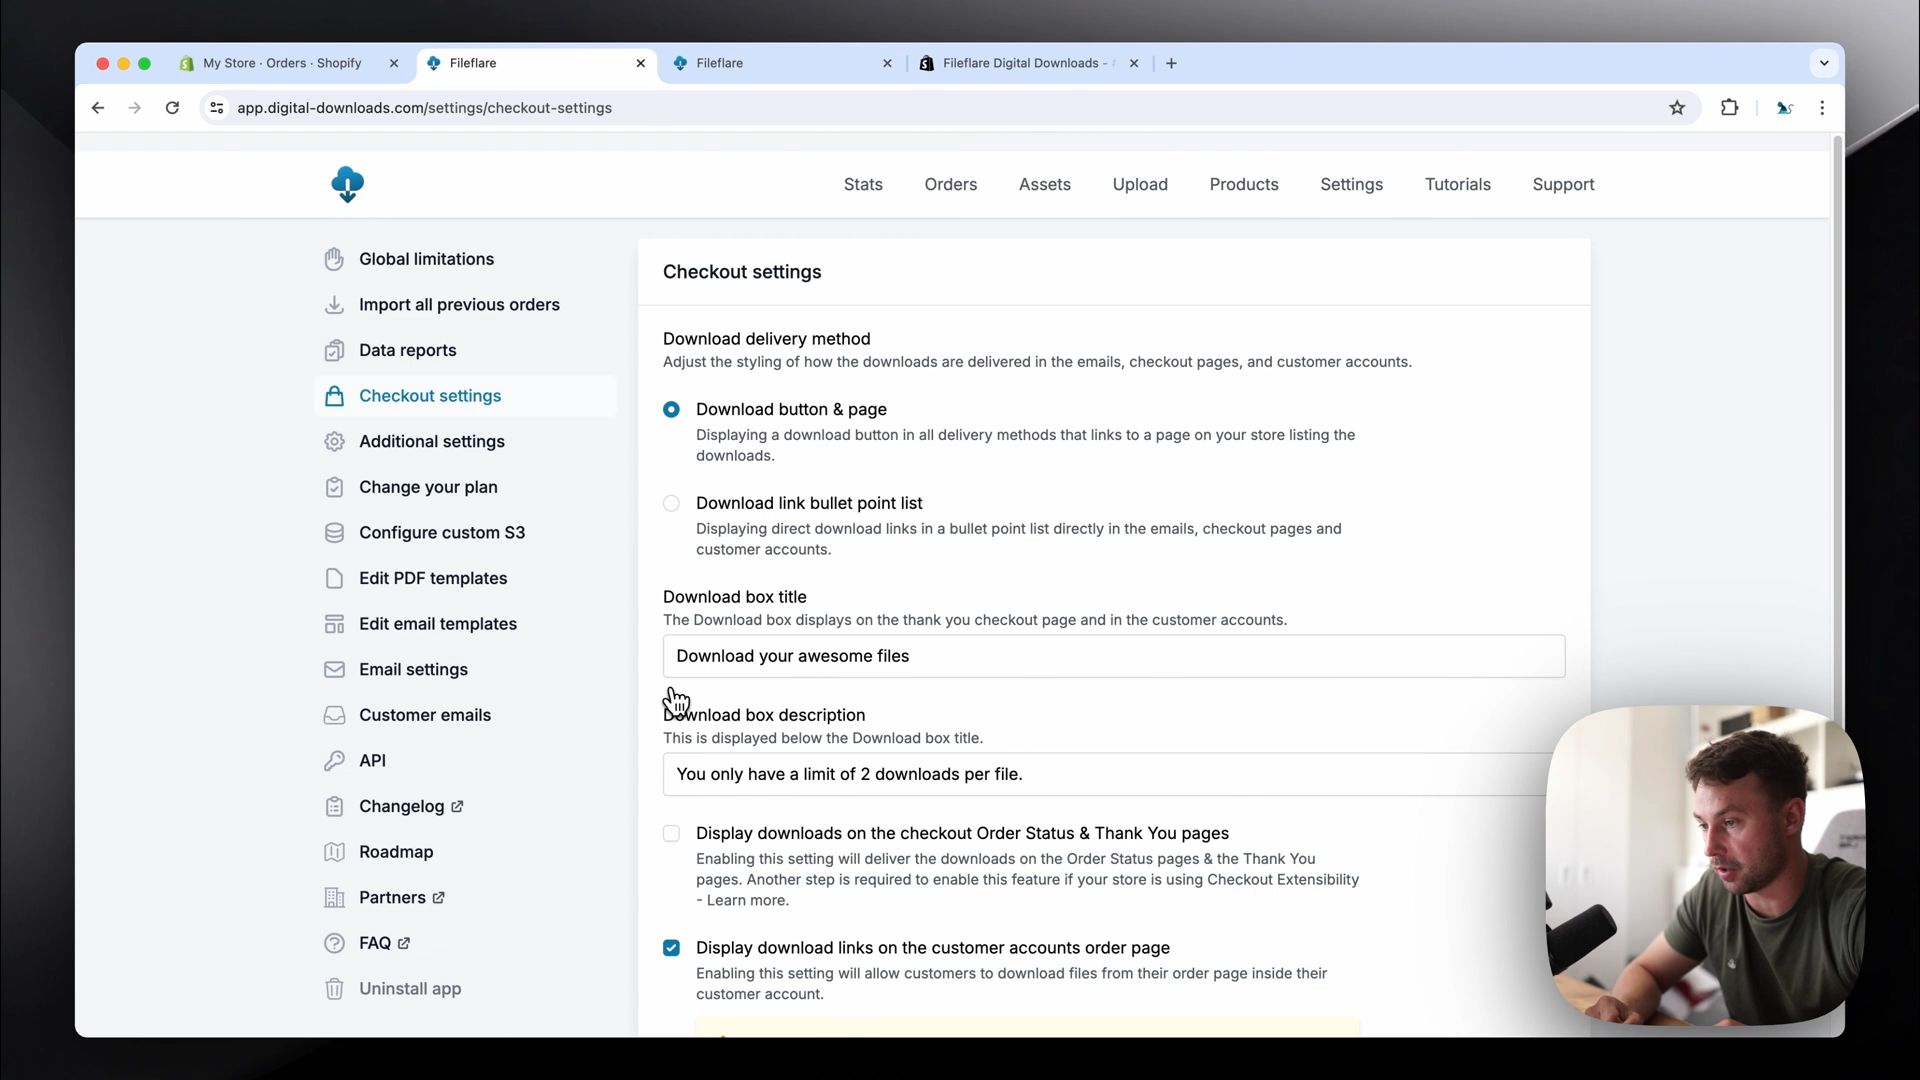 My Store · Orders · Shopify
Fileflare
Fileflare
Fileflare Digital Downloads -
app.digital-downloads.com/settings/checkout-settings
Stats
Orders
Assets
Upload
Products
Settings
Tutorials
Support
Global limitations
Import all previous orders
Data reports
Checkout settings
Additional settings
Change your plan
Configure custom S3
Edit PDF templates
Edit email templates
Email settings
Customer emails
API
Changelog
Roadmap
Partners
FAQ
Uninstall app
Checkout settings
Download delivery method
Adjust the styling of how the downloads are delivered in the emails, checkout pages, and customer accounts.
Download button & page
Displaying a download button in all delivery methods that links to a page on your store listing the
downloads.
Download link bullet point list
Displaying direct download links in a bullet point list directly in the emails, checkout pages and
customer accounts.
Download box title
The Download box displays on the thank you checkout page and in the customer accounts.
Download your awesome files
Download box description
This is displayed below the Download box title.
You only have a limit of 2 downloads per file.
Display downloads on the checkout Order Status & Thank You pages
Enabling this setting will deliver the downloads on the Order Status pages & the Thank You
pages. Another step is required to enable this feature if your store is using Checkout Extensibility
- Learn more.
Display download links on the customer accounts order page
Enabling this setting will allow customers to download files from their order page inside their
customer account.